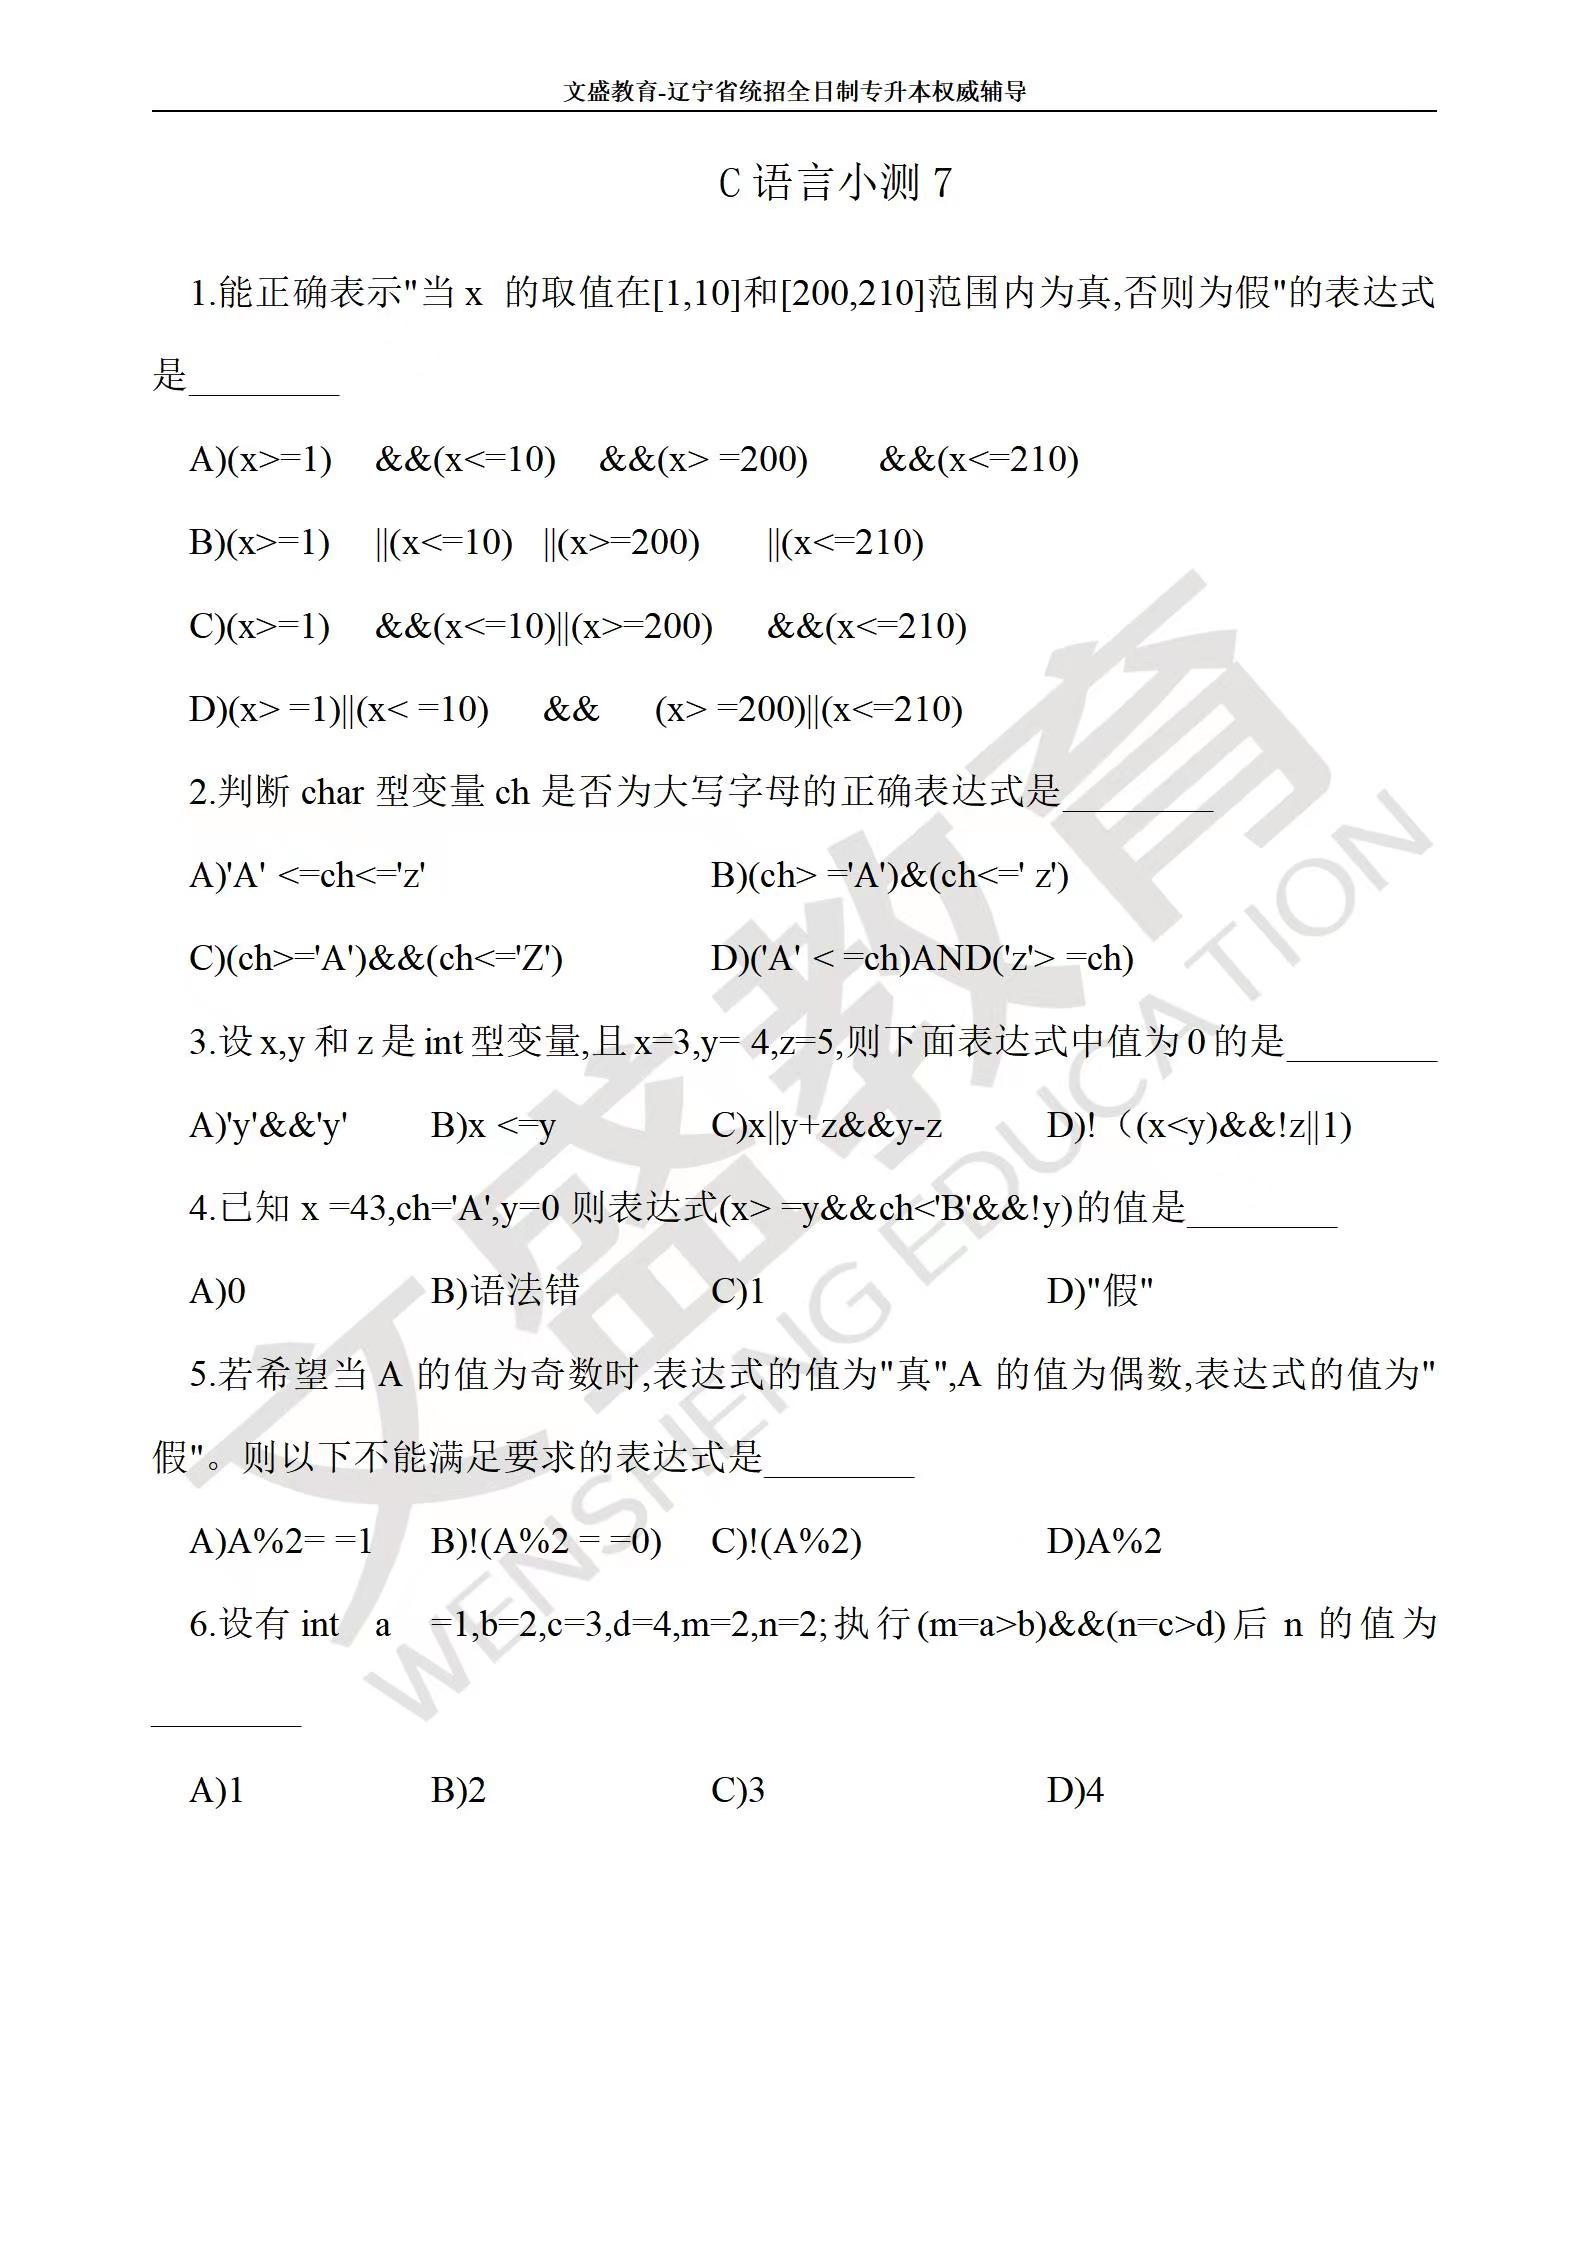 文盛教育-辽宁省统招全日制专升本权威辅导
C 语言小测 7
1.能正确表示"当 x 的取值在[1,10]和[200,210]范围内为真,否则为假"的表达式
是________
A)(x>=1) &&(x<=10) &&(x> =200) &&(x<=210)
B)(x>=1) ||(x<=10) ||(x>=200) ||(x<=210)
C)(x>=1) &&(x<=10)||(x>=200) &&(x<=210)
D)(x> =1)||(x< =10) && (x> =200)||(x<=210)
2.判断 char 型变量 ch 是否为大写字母的正确表达式是________
A)'A' <=ch<='z' B)(ch> ='A')&(ch<=' z')
C)(ch>='A')&&(ch<='Z') D)('A' < =ch)AND('z'> =ch)
3.设 x,y 和 z 是 int 型变量,且 x=3,y= 4,z=5,则下面表达式中值为 0 的是________
A)'y'&&'y' B)x <=y C)x||y+z&&y-z D)!（(x<y)&&!z||1)
4.已知 x =43,ch='A',y=0 则表达式(x> =y&&ch<'B'&&!y)的值是________
A)0 B)语法错 C)1 D)"假"
5.若希望当 A 的值为奇数时,表达式的值为"真",A 的值为偶数,表达式的值为"
假"。则以下不能满足要求的表达式是________
A)A%2= =1 B)!(A%2 = =0) C)!(A%2) D)A%2
6.设有 int a =1,b=2,c=3,d=4,m=2,n=2;执行(m=a>b)&&(n=c>d)后 n 的值为
________
A)1 B)2 C)3 D)4
文盛教育
WENSHENG EDUCATION